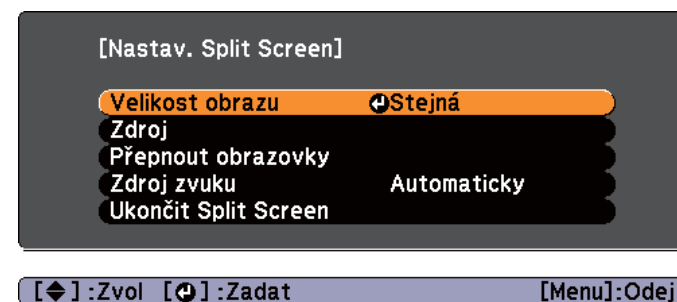 [Nastav. Split Screen]
Velikost obrazu ⏎Stejná
Zdroj
Přepnout obrazovky
Zdroj zvuku Automaticky
Ukončit Split Screen
[◆] :Zvol [⏎] :Zadat [Menu]:Odej